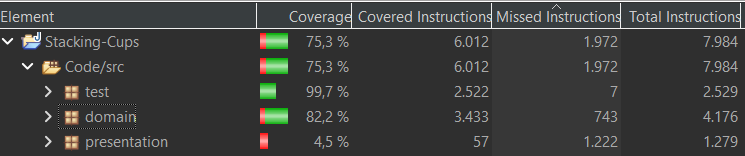 Element Coverage Covered Instructions Missed Instructions Total Instructions
Stacking-Cups 75,3 % 6.012 1.972 7.984
Code/src 75,3 % 6.012 1.972 7.984
test 99,7 % 2.522 7 2.529
domain 82,2 % 3.433 743 4.176
presentation 4,5 % 57 1.222 1.279